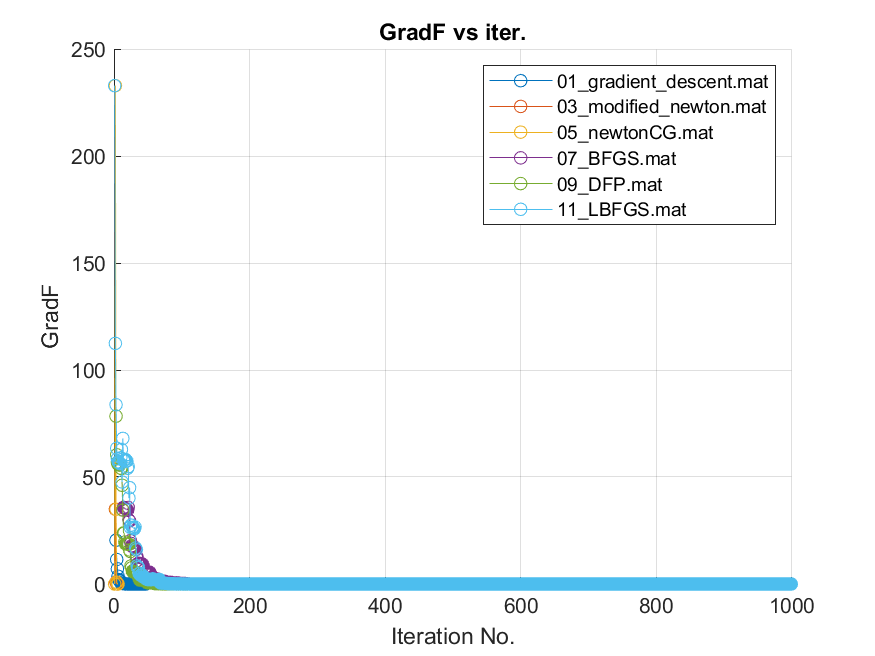 GradF vs iter.
250
200
150
100
50
0
GradF
0
200
400
600
800
1000
Iteration No.
01_gradient_descent.mat
03_modified_newton.mat
05_newtonCG.mat
07_BFGS.mat
09_DFP.mat
11_LBFGS.mat